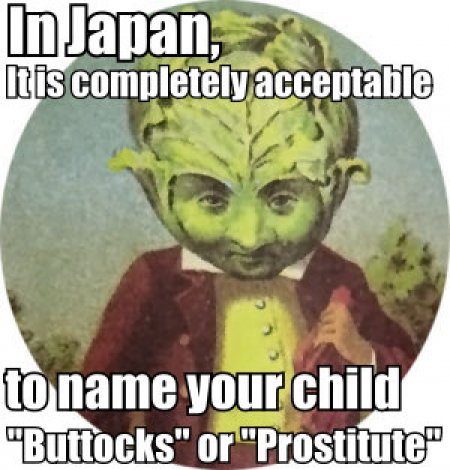 In Japan,
It is completely acceptable
to name your child
"Buttocks" or "Prostitute"